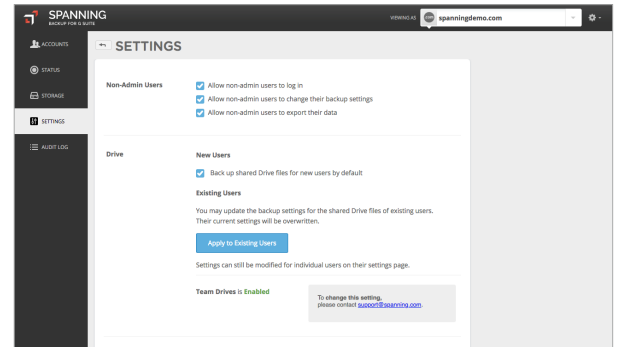 SPANNING
BACKUP FOR G SUITE
VIEWING AS
spanningdemo.com
ACCOUNTS
STATUS
STORAGE
SETTINGS
AUDIT LOG
SETTINGS
Non-Admin Users
Allow non-admin users to log in
Allow non-admin users to change their backup settings
Allow non-admin users to export their data
Drive
New Users
Back up shared Drive files for new users by default
Existing Users
You may update the backup settings for the shared Drive files of existing users.
Their current settings will be overwritten.
Apply to Existing Users
Settings can still be modified for individual users on their settings page.
Team Drives is Enabled
To change this setting,
please contact support@spanning.com.